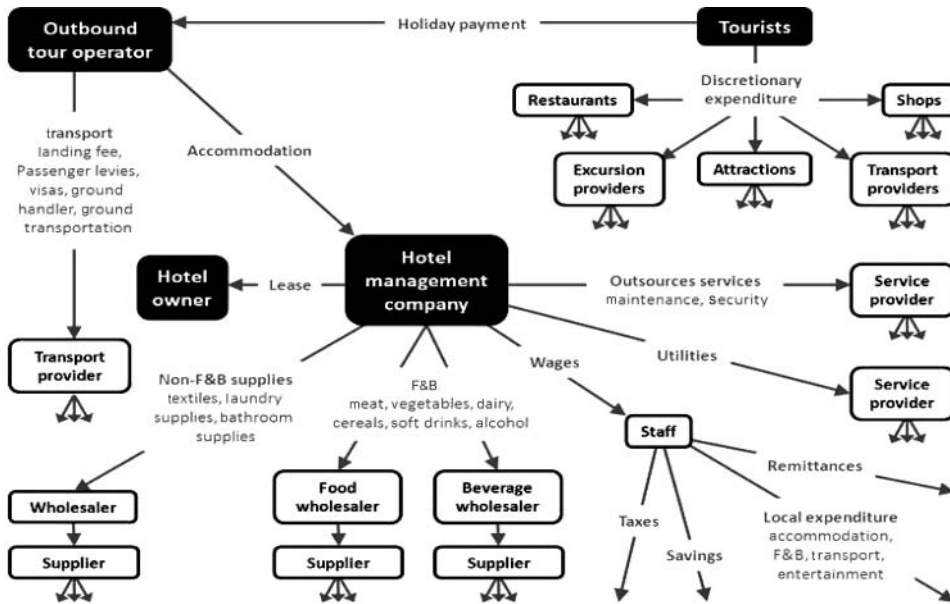 Outbound
tour operator
Holiday payment
Tourists
Discretionary
expenditure
Restaurants
Shops
Excursion
providers
Attractions
Transport
providers
transport
landing fee,
Passenger levies,
visas, ground
handler, ground
transportation
Accommodation
Hotel
owner
Lease
Hotel
management
company
Outsources services
maintenance, Security
Service
provider
Utilities
Service
provider
Transport
provider
Non-F&B supplies
textiles, laundry
supplies, bathroom
supplies
F&B
meat, vegetables, dairy,
cereals, soft drinks, alcohol
Wages
Staff
Remittances
Wholesaler
Supplier
Food
wholesaler
Supplier
Beverage
wholesaler
Supplier
Taxes
Savings
Local expenditure
accommodation,
F&B, transport,
entertainment